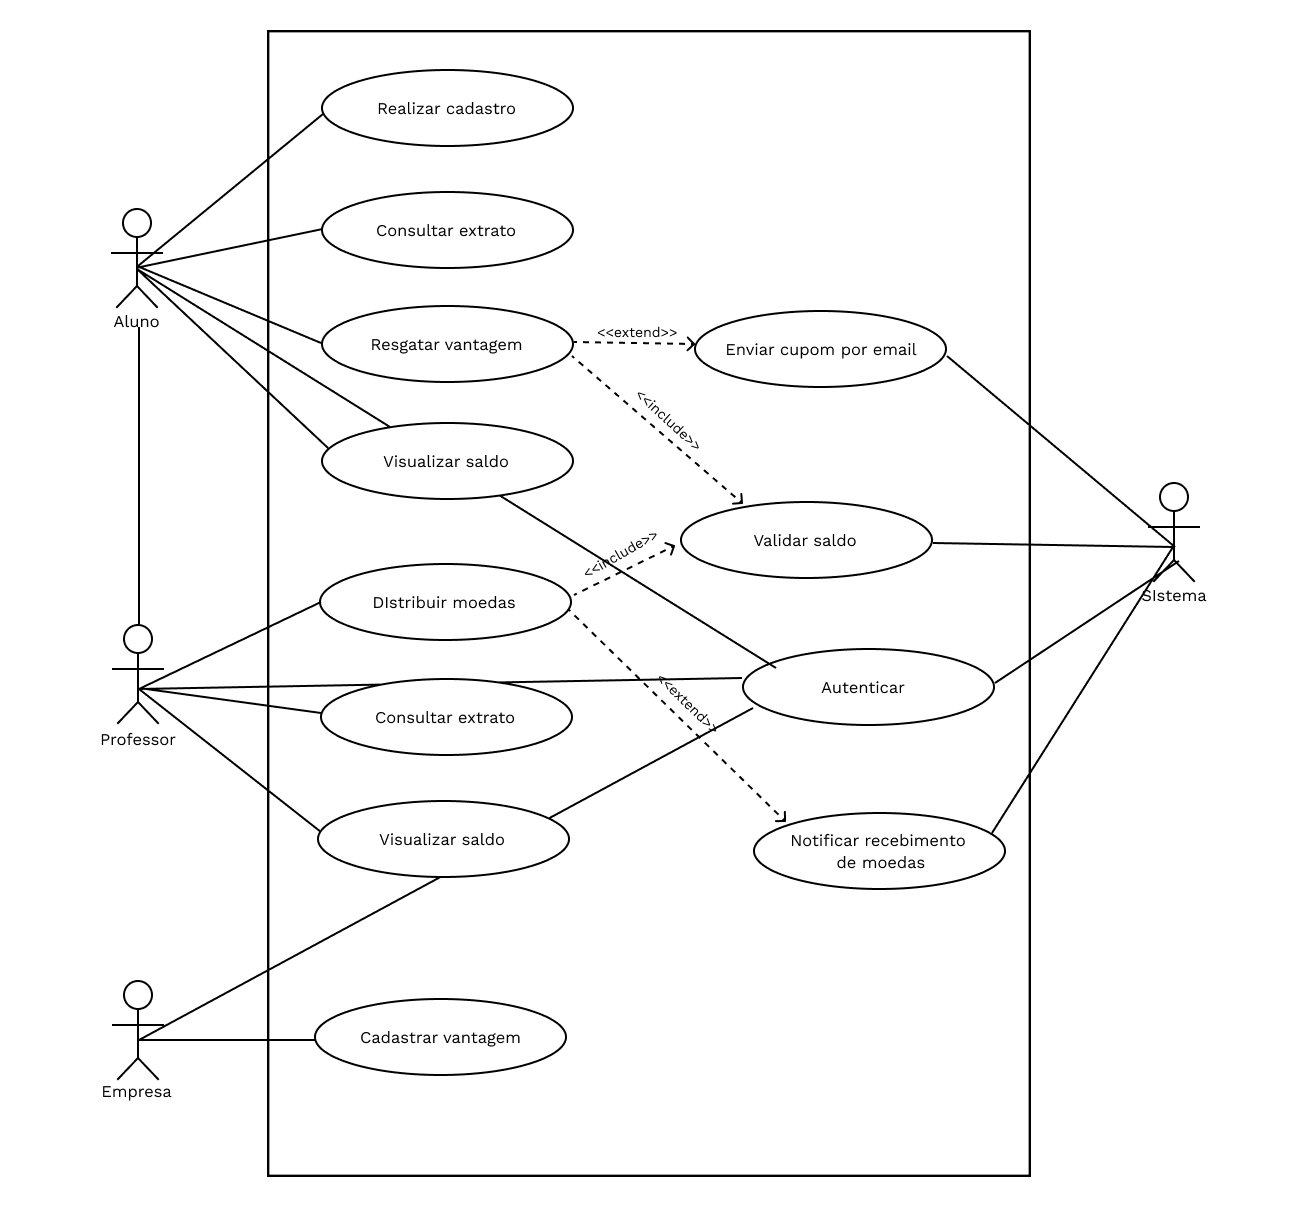 Realizar cadastro
Consultar extrato
Aluno
Resgatar vantagem
<<extend>>
Enviar cupom por email
<<include>>
Visualizar saldo
Validar saldo
<<include>>
SIstema
DIstribuir moedas
Professor
Autenticar
<<extend>>
Consultar extrato
Visualizar saldo
Notificar recebimento
de moedas
Empresa
Cadastrar vantagem